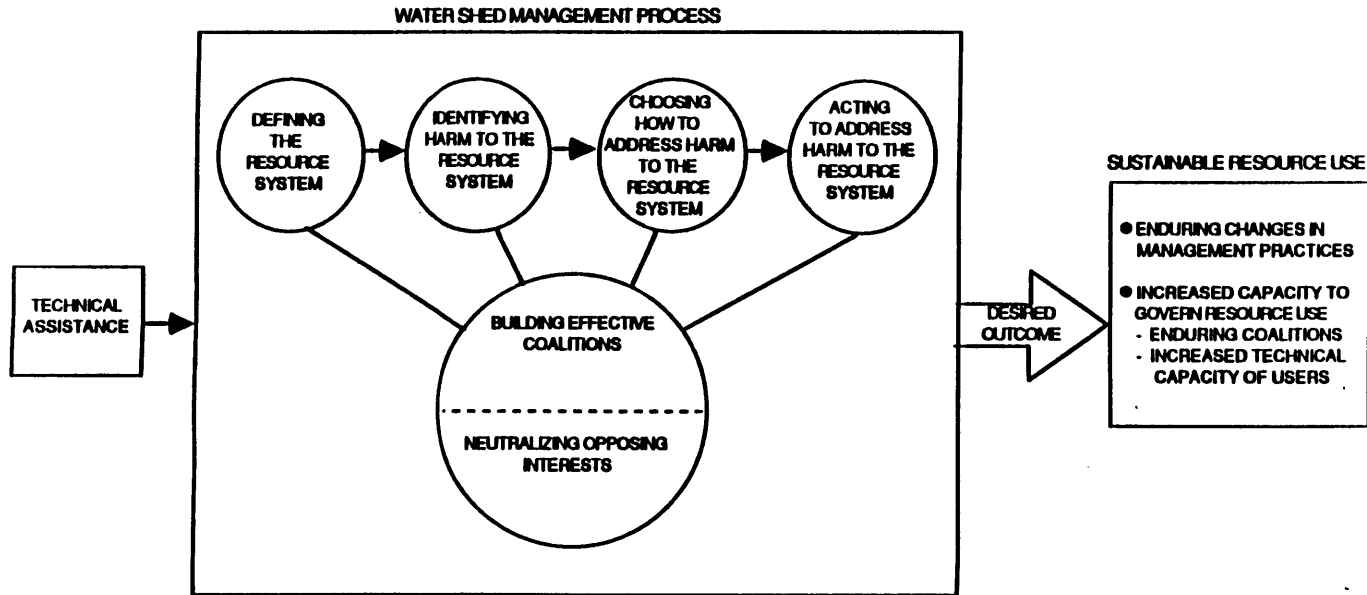 WATER SHED MANAGEMENT PROCESS
DEFINING
THE
RESOURCE
SYSTEM
IDENTIFYING
HARM TO THE
RESOURCE
SYSTEM
CHOOSING
HOW TO
ADDRESS HARM
TO THE
RESOURCE
SYSTEM
ACTING
TO ADDRESS
HARM TO THE
RESOURCE
SYSTEM
TECHNICAL
ASSISTANCE
BUILDING EFFECTIVE
COALITIONS
NEUTRALIZING OPPOSING
INTERESTS
DESIRED
OUTCOME
SUSTAINABLE RESOURCE USE
● ENDURING CHANGES IN
MANAGEMENT PRACTICES
● INCREASED CAPACITY TO
GOVERN RESOURCE USE
- ENDURING COALITIONS
- INCREASED TECHNICAL
CAPACITY OF USERS